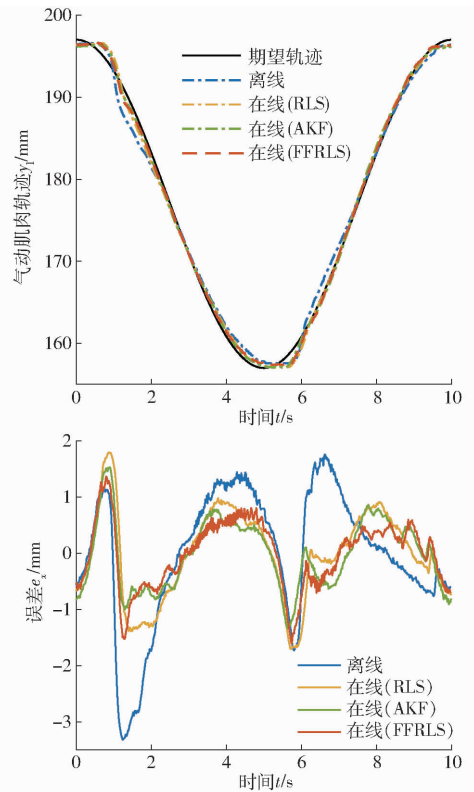 200
190
180
170
160
气动肌肉轨迹y₁/mm
期望轨迹
离线
在线(RLS)
在线(AKF)
在线(FFRLS)
0 2 4 6 8 10
时间t/s
2
1
0
-1
-2
-3
误差eₓ/mm
离线
在线(RLS)
在线(AKF)
在线(FFRLS)
0 2 4 6 8 10
时间t/s